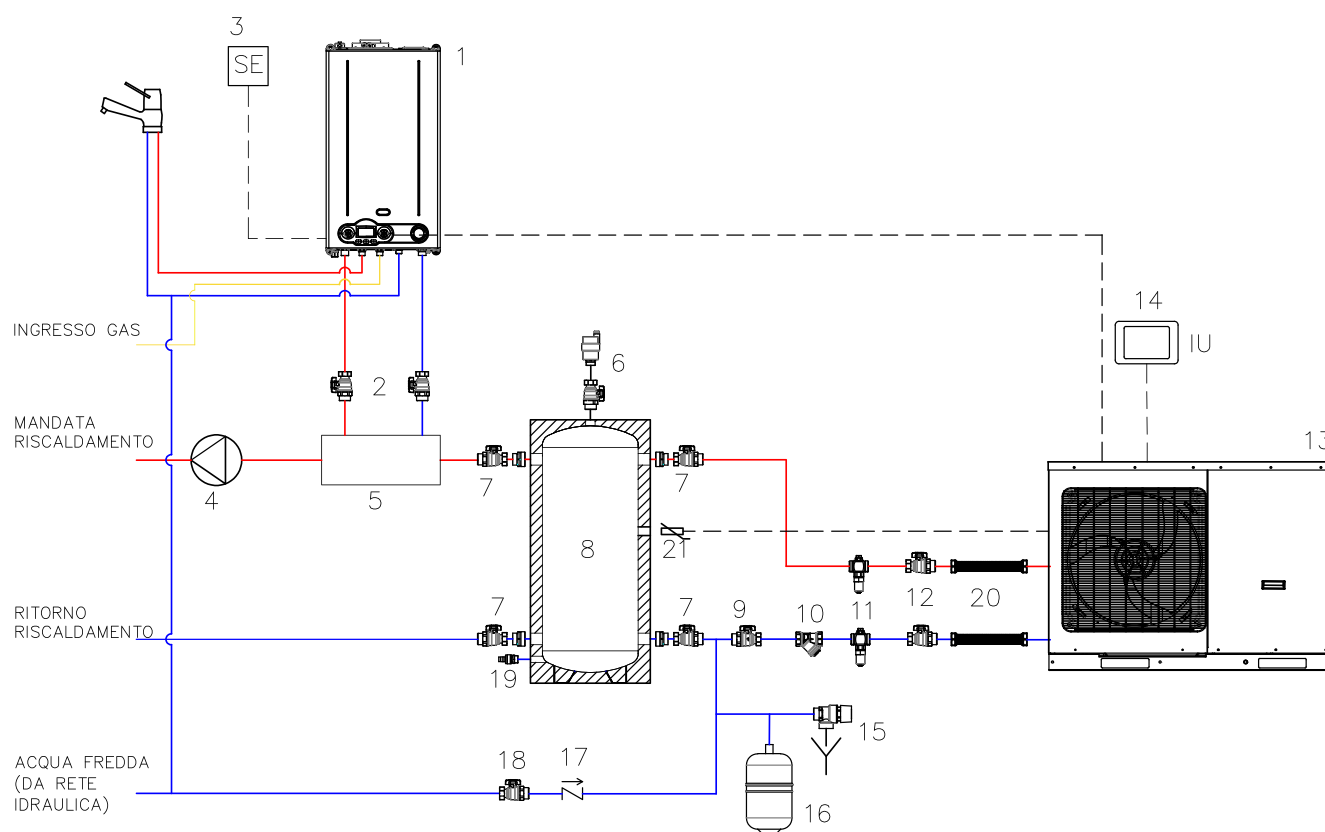 3
SE
1
14
IU
INGRESSO GAS
6
2
MANDATA
RISCALDAMENTO
13
4
5
7
7
8
21
RITORNO
RISCALDAMENTO
7
7
9
10
11
12
20
19
15
ACQUA FREDDA
(DA RETE
IDRAULICA)
18
17
16